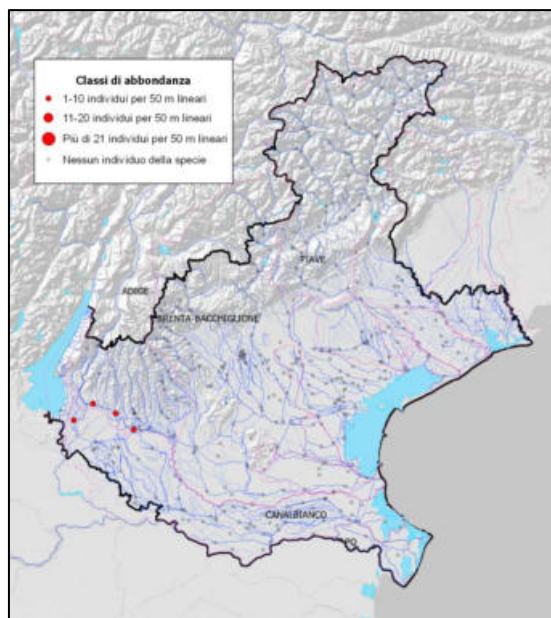 Classi di abbondanza
1-10 individui per 50 m lineari
11-20 individui per 50 m lineari
Più di 21 individui per 50 m lineari
Nessun individuo della specie
PIAVE
ADIGE
BRENTA-BACCHIGLIONE
CANALBIANCO
PO